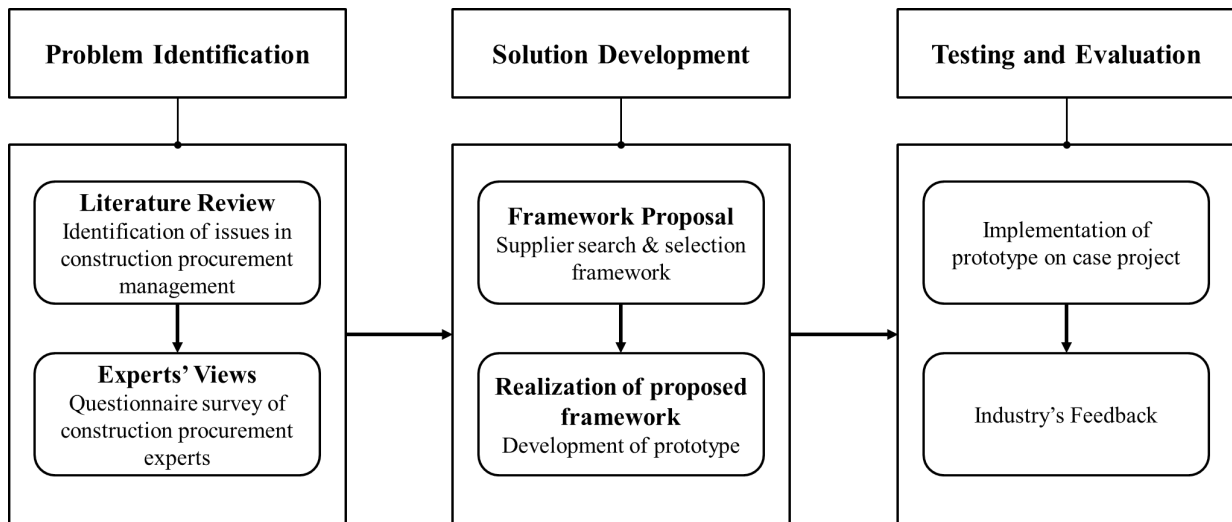 Problem Identification
Literature Review
Identification of issues in
construction procurement
management
Experts’ Views
Questionnaire survey of
construction procurement
experts
Solution Development
Framework Proposal
Supplier search & selection
framework
Realization of proposed
framework
Development of prototype
Testing and Evaluation
Implementation of
prototype on case project
Industry’s Feedback